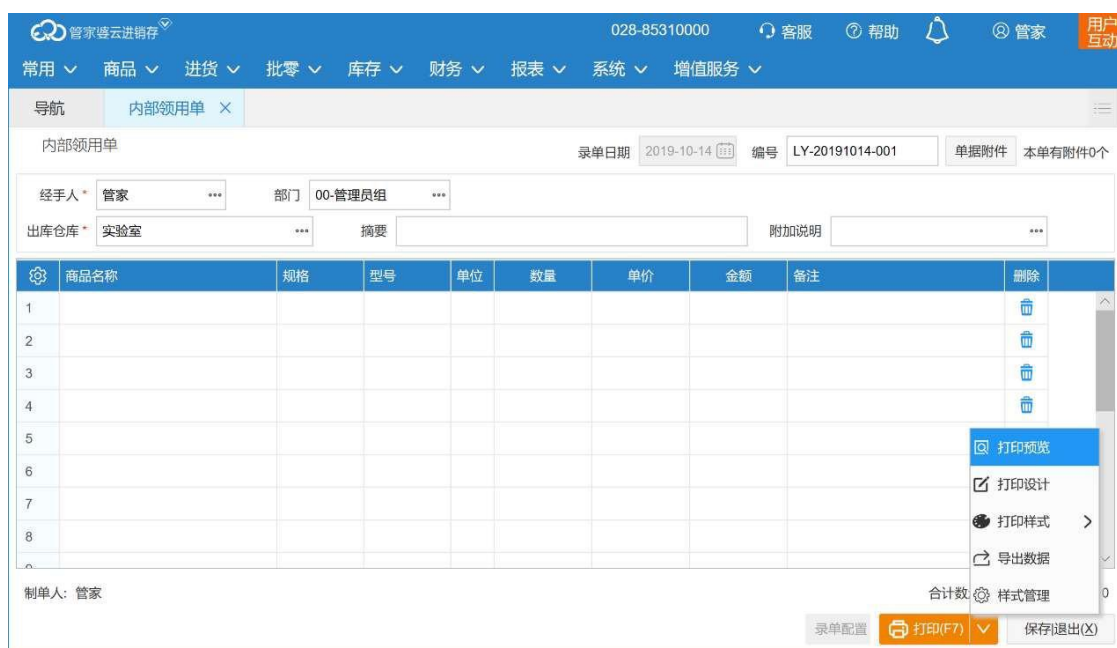 管家婆云进销存 028-85310000 客服 帮助 管家 用户互动
常用 商品 进货 批零 库存 财务 报表 系统 增值服务
导航 内部领用单
内部领用单 录单日期 2019-10-14 编号 LY-20191014-001 单据附件 本单有附件0个
经手人* 管家 ... 部门 00-管理员组 ...
出库仓库* 实验室 ... 摘要 附加说明 ...
商品名称 规格 型号 单位 数量 单价 金额 备注 删除
1
2
3
4
5
6
7
8
打印预览
打印设计
打印样式
导出数据
样式管理
制单人: 管家 合计数 0
录单配置 打印(F7) 保存|退出(X)